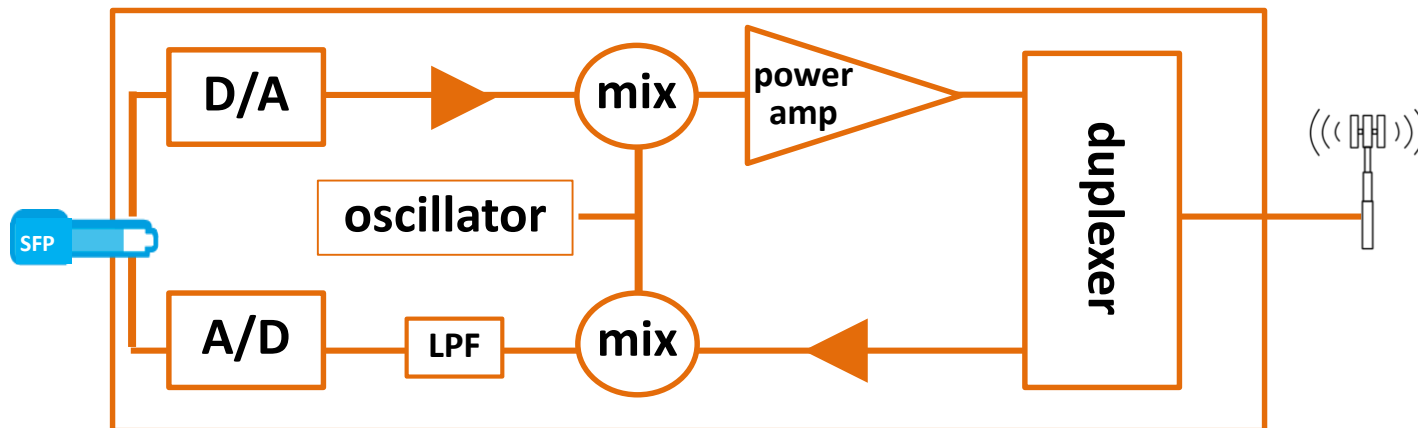 D/A
mix
power
amp
duplexer
oscillator
SFP
A/D
LPF
mix